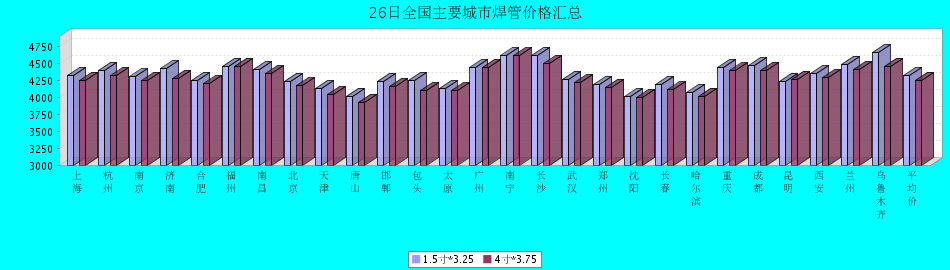 26日全国主要城市焊管价格汇总
4750
4500
4250
4000
3750
3500
3250
3000
上海 杭州 南京 济南 合肥 福州 南昌 北京 天津 唐山 邯郸 包头 太原 广州 南宁 长沙 武汉 郑州 沈阳 长春 哈尔滨 重庆 成都 昆明 西安 兰州 乌鲁木齐 平均价
1.5寸*3.25 4寸*3.75